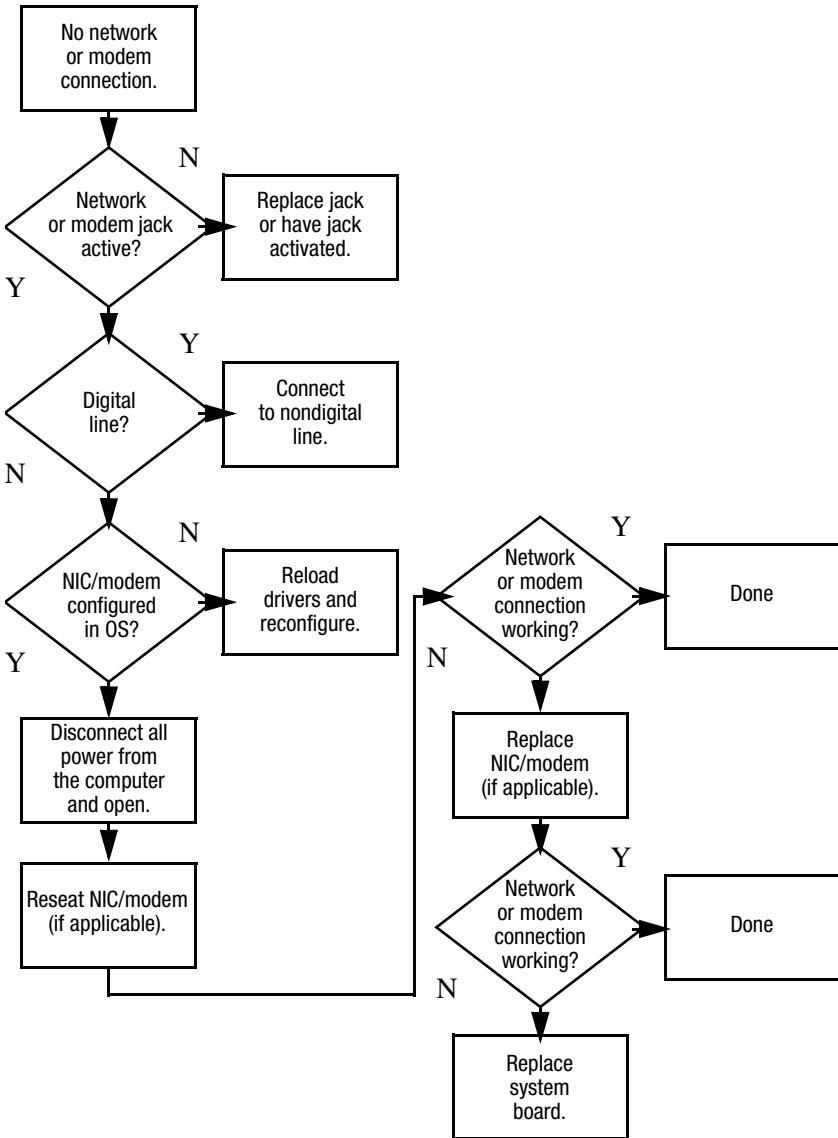 No network
or modem
connection.
N
Network
or modem jack
active?
Replace jack
or have jack
activated.
Y
Y
Digital
line?
Connect
to nondigital
line.
N
N
NIC/modem
configured
in OS?
Reload
drivers and
reconfigure.
Y
Disconnect all
power from
the computer
and open.
Reseat NIC/modem
(if applicable).
Y
Network
or modem
connection
working?
Done
N
Replace
NIC/modem
(if applicable).
Y
Network
or modem
connection
working?
Done
N
Replace
system
board.